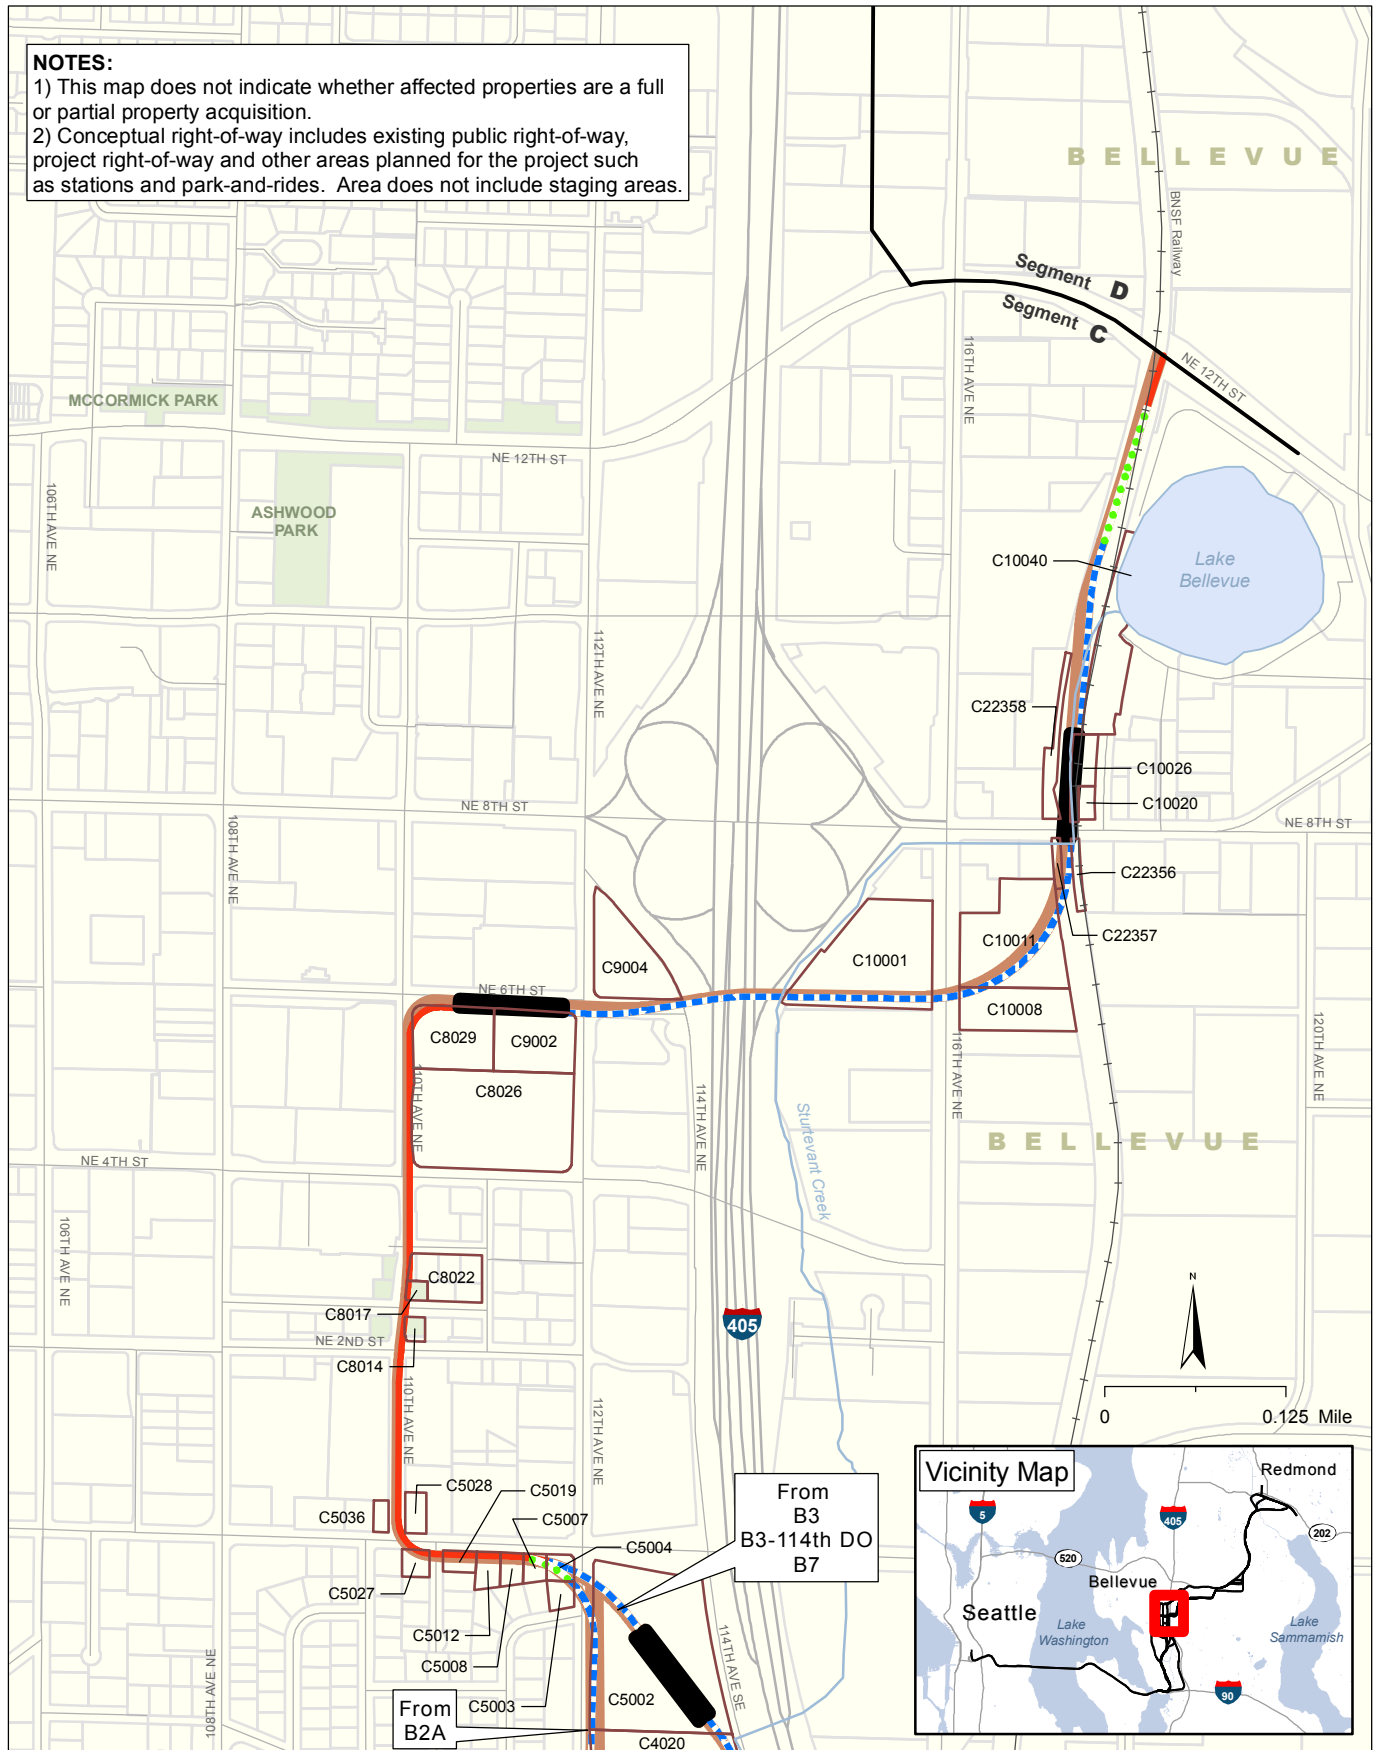 NOTES:
1) This map does not indicate whether affected properties are a full
or partial property acquisition.
2) Conceptual right-of-way includes existing public right-of-way,
project right-of-way and other areas planned for the project such
as stations and park-and-rides.  Area does not include staging areas.
BELLEVUE
BNSF Railway
Segment D
Segment C
116TH AVE NE
NE 12TH ST
MCCORMICK PARK
NE 12TH ST
106TH AVE NE
ASHWOOD
PARK
C10040
Lake
Bellevue
112TH AVE NE
C22358
C10026
C10020
NE 8TH ST
NE 8TH ST
108TH AVE NE
C22356
C22357
C10011
C10001
C9004
NE 6TH ST
C10008
C8029
C9002
C8026
110TH AVE NE
114TH AVE NE
116TH AVE NE
120TH AVE NE
Sturtevant Creek
BELLEVUE
NE 4TH ST
106TH AVE NE
C8022
C8017
NE 2ND ST
C8014
405
N
0
0.125 Mile
110TH AVE NE
112TH AVE NE
C5028
C5019
C5036
C5007
C5004
From
B3
B3-114th DO
B7
C5027
C5012
C5008
C5003
C5002
C4020
114TH AVE SE
108TH AVE NE
From
B2A
Vicinity Map
Redmond
5
405
202
520
Bellevue
Seattle
Lake
Washington
Lake
Sammamish
90